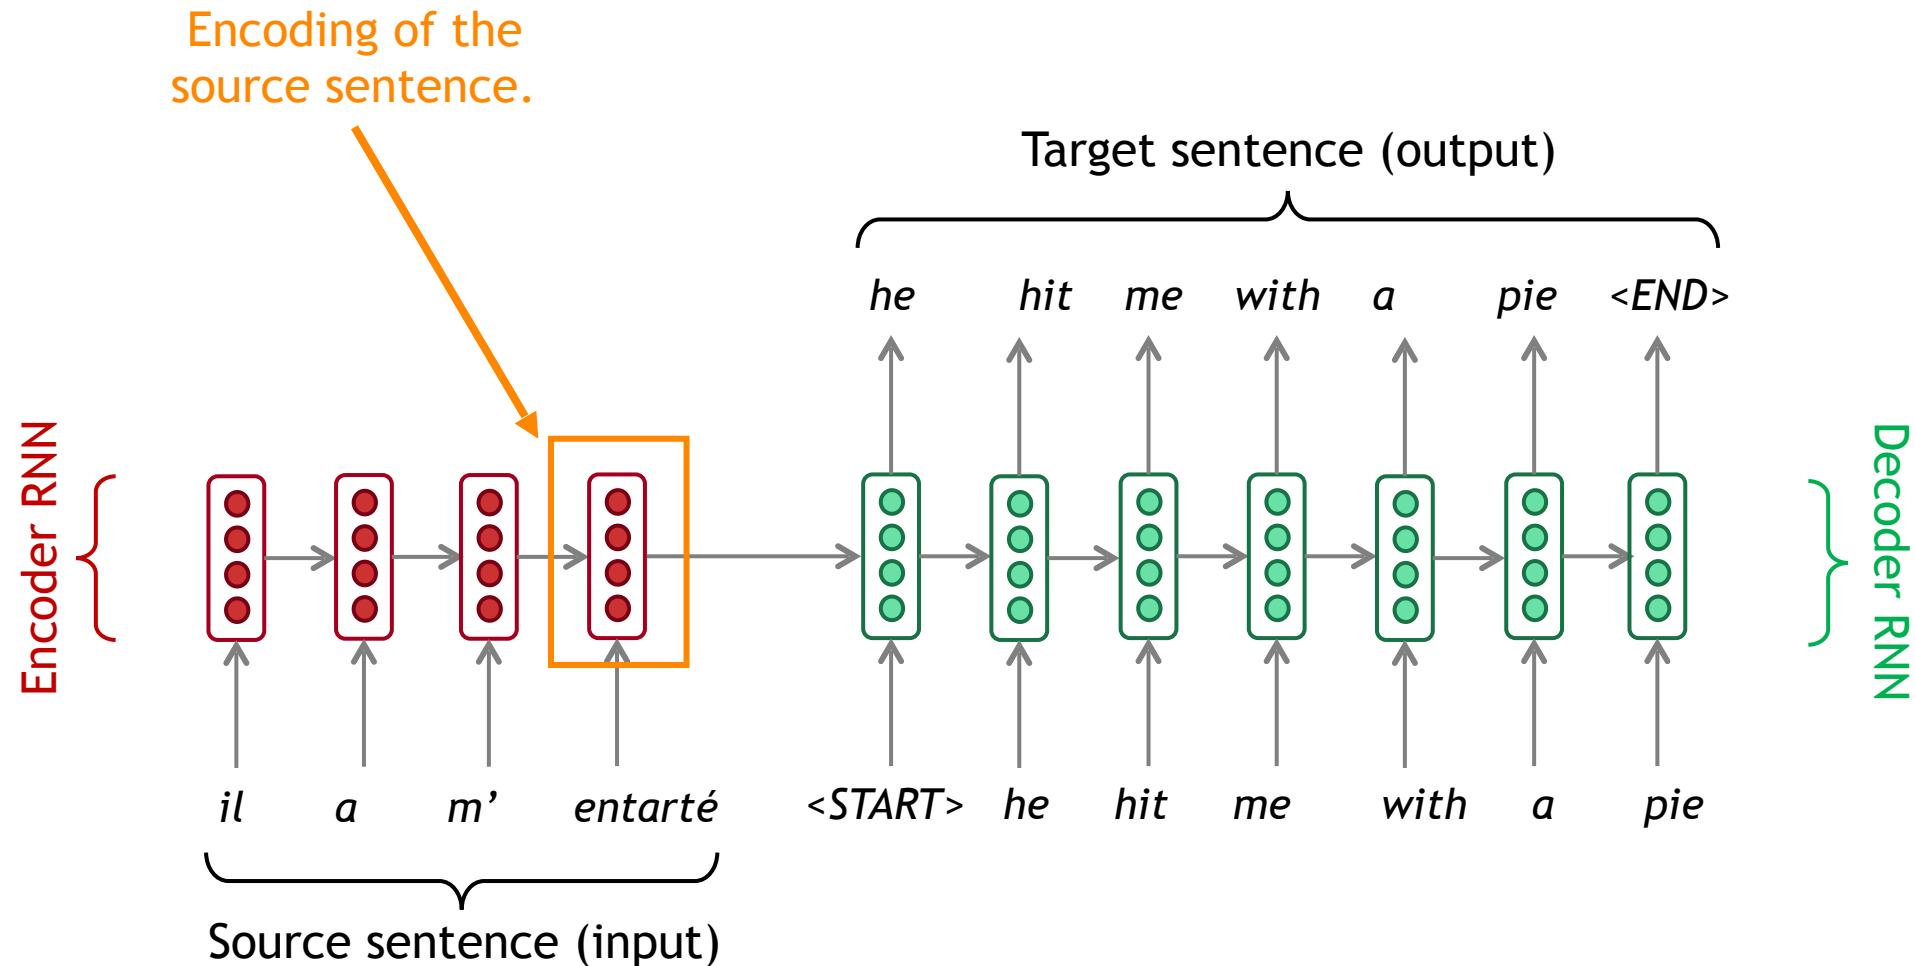 Encoding of the
source sentence.
Target sentence (output)
he hit me with a pie <END>
Encoder RNN
Decoder RNN
il a m’ entarté <START> he hit me with a pie
Source sentence (input)